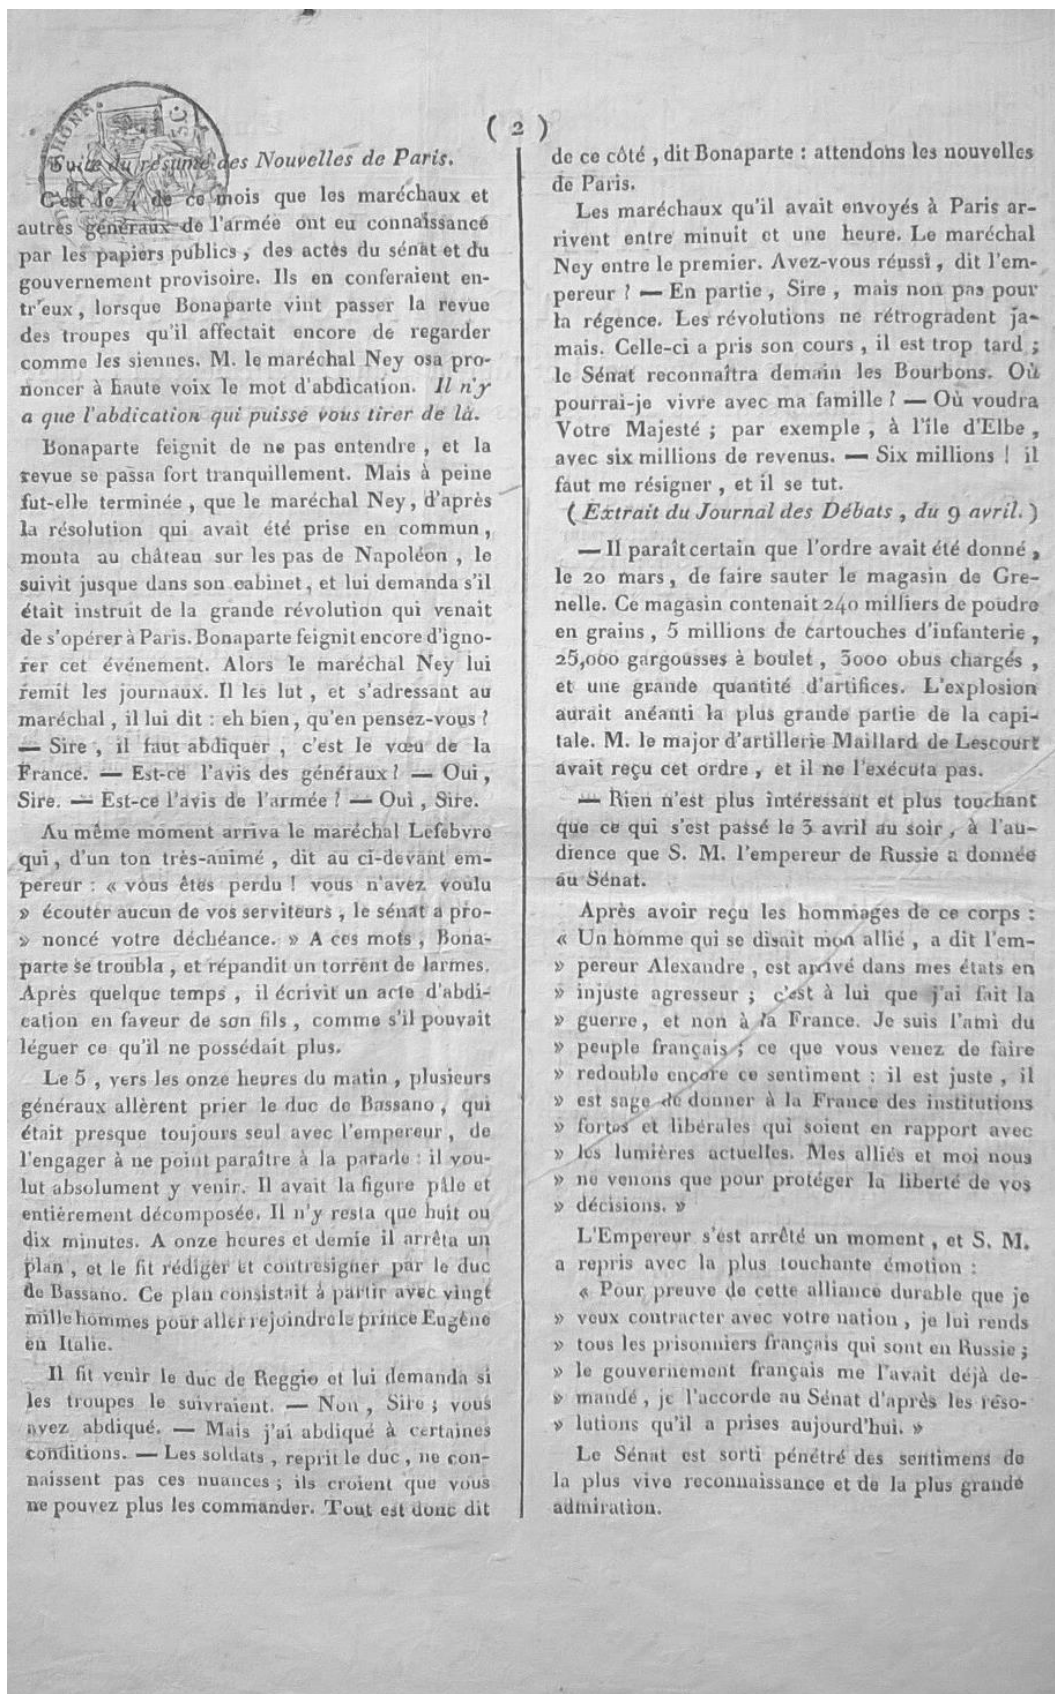 ( 2 )
Suite du résumé des Nouvelles de Paris.
C'est le 4 de ce mois que les maréchaux et
autres généraux de l'armée ont eu connaissance
par les papiers publics, des actes du sénat et du
gouvernement provisoire. Ils en conferaient en-
tr'eux, lorsque Bonaparte vint passer la revue
des troupes qu'il affectait encore de regarder
comme les siennes. M. le maréchal Ney osa pro-
noncer à haute voix le mot d'abdication. Il n'y
a que l'abdication qui puisse vous tirer de là.
Bonaparte feignit de ne pas entendre, et la
revue se passa fort tranquillement. Mais à peine
fut-elle terminée, que le maréchal Ney, d'après
la résolution qui avait été prise en commun,
monta au château sur les pas de Napoléon, le
suivit jusque dans son cabinet, et lui demanda s'il
était instruit de la grande révolution qui venait
de s'opérer à Paris. Bonaparte feignit encore d'igno-
rer cet événement. Alors le maréchal Ney lui
remit les journaux. Il les lut, et s'adressant au
maréchal, il lui dit : eh bien, qu'en pensez-vous ?
— Sire, il faut abdiquer, c'est le vœu de la
France. — Est-ce l'avis des généraux ? — Oui,
Sire. — Est-ce l'avis de l'armée ? — Oui, Sire.
Au même moment arriva le maréchal Lefebvre
qui, d'un ton très-animé, dit au ci-devant em-
pereur : « vous êtes perdu ! vous n'avez voulu
» écouter aucun de vos serviteurs, le sénat a pro-
» noncé votre déchéance. » A ces mots, Bona-
parte se troubla, et répandit un torrent de larmes.
Après quelque temps, il écrivit un acte d'abdi-
cation en faveur de son fils, comme s'il pouvait
léguer ce qu'il ne possédait plus.
Le 5, vers les onze heures du matin, plusieurs
généraux allèrent prier le duc de Bassano, qui
était presque toujours seul avec l'empereur, de
l'engager à ne point paraître à la parade : il vou-
lut absolument y venir. Il avait la figure pâle et
entièrement décomposée. Il n'y resta que huit ou
dix minutes. A onze heures et demie il arrêta un
plan, et le fit rédiger et contresigner par le duc
de Bassano. Ce plan consistait à partir avec vingt
mille hommes pour aller rejoindre le prince Eugêne
en Italie.
Il fit venir le duc de Reggio et lui demanda si
les troupes le suivraient. — Non, Sire ; vous
avez abdiqué. — Mais j'ai abdiqué à certaines
conditions. — Les soldats, reprit le duc, ne con-
naissent pas ces nuances ; ils croient que vous
ne pouvez plus les commander. Tout est donc dit
de ce côté, dit Bonaparte : attendons les nouvelles
de Paris.
Les maréchaux qu'il avait envoyés à Paris ar-
rivent entre minuit et une heure. Le maréchal
Ney entre le premier. Avez-vous réussi, dit l'em-
pereur ? — En partie, Sire, mais non pas pour
la régence. Les révolutions ne rétrogradent ja-
mais. Celle-ci a pris son cours, il est trop tard ;
le Sénat reconnaîtra demain les Bourbons. Où
pourrai-je vivre avec ma famille ? — Où voudra
Votre Majesté ; par exemple, à l'île d'Elbe,
avec six millions de revenus. — Six millions ! il
faut me résigner, et il se tut.
( Extrait du Journal des Débats, du 9 avril. )
— Il paraît certain que l'ordre avait été donné,
le 20 mars, de faire sauter le magasin de Gre-
nelle. Ce magasin contenait 240 milliers de poudre
en grains, 5 millions de cartouches d'infanterie,
25,000 gargousses à boulet, 3000 obus chargés,
et une grande quantité d'artifices. L'explosion
aurait anéanti la plus grande partie de la capi-
tale. M. le major d'artillerie Maillard de Lescourt
avait reçu cet ordre, et il ne l'exécuta pas.
— Rien n'est plus intéressant et plus touchant
que ce qui s'est passé le 3 avril au soir, à l'au-
dience que S. M. l'empereur de Russie a donnée
au Sénat.
Après avoir reçu les hommages de ce corps :
« Un homme qui se disait mon allié, a dit l'em-
» pereur Alexandre, est arrivé dans mes états en
» injuste agresseur ; c'est à lui que j'ai fait la
» guerre, et non à la France. Je suis l'ami du
» peuple français ; ce que vous venez de faire
» redouble encore ce sentiment : il est juste, il
» est sage de donner à la France des institutions
» fortes et libérales qui soient en rapport avec
» les lumières actuelles. Mes alliés et moi nous
» ne venons que pour protéger la liberté de vos
» décisions. »
L'Empereur s'est arrêté un moment, et S. M.
a repris avec la plus touchante émotion :
« Pour preuve de cette alliance durable que je
» veux contracter avec votre nation, je lui rends
» tous les prisonniers français qui sont en Russie ;
» le gouvernement français me l'avait déjà de-
» mandé, je l'accorde au Sénat d'après les réso-
» lutions qu'il a prises aujourd'hui. »
Le Sénat est sorti pénétré des sentimens de
la plus vive reconnaissance et de la plus grande
admiration.